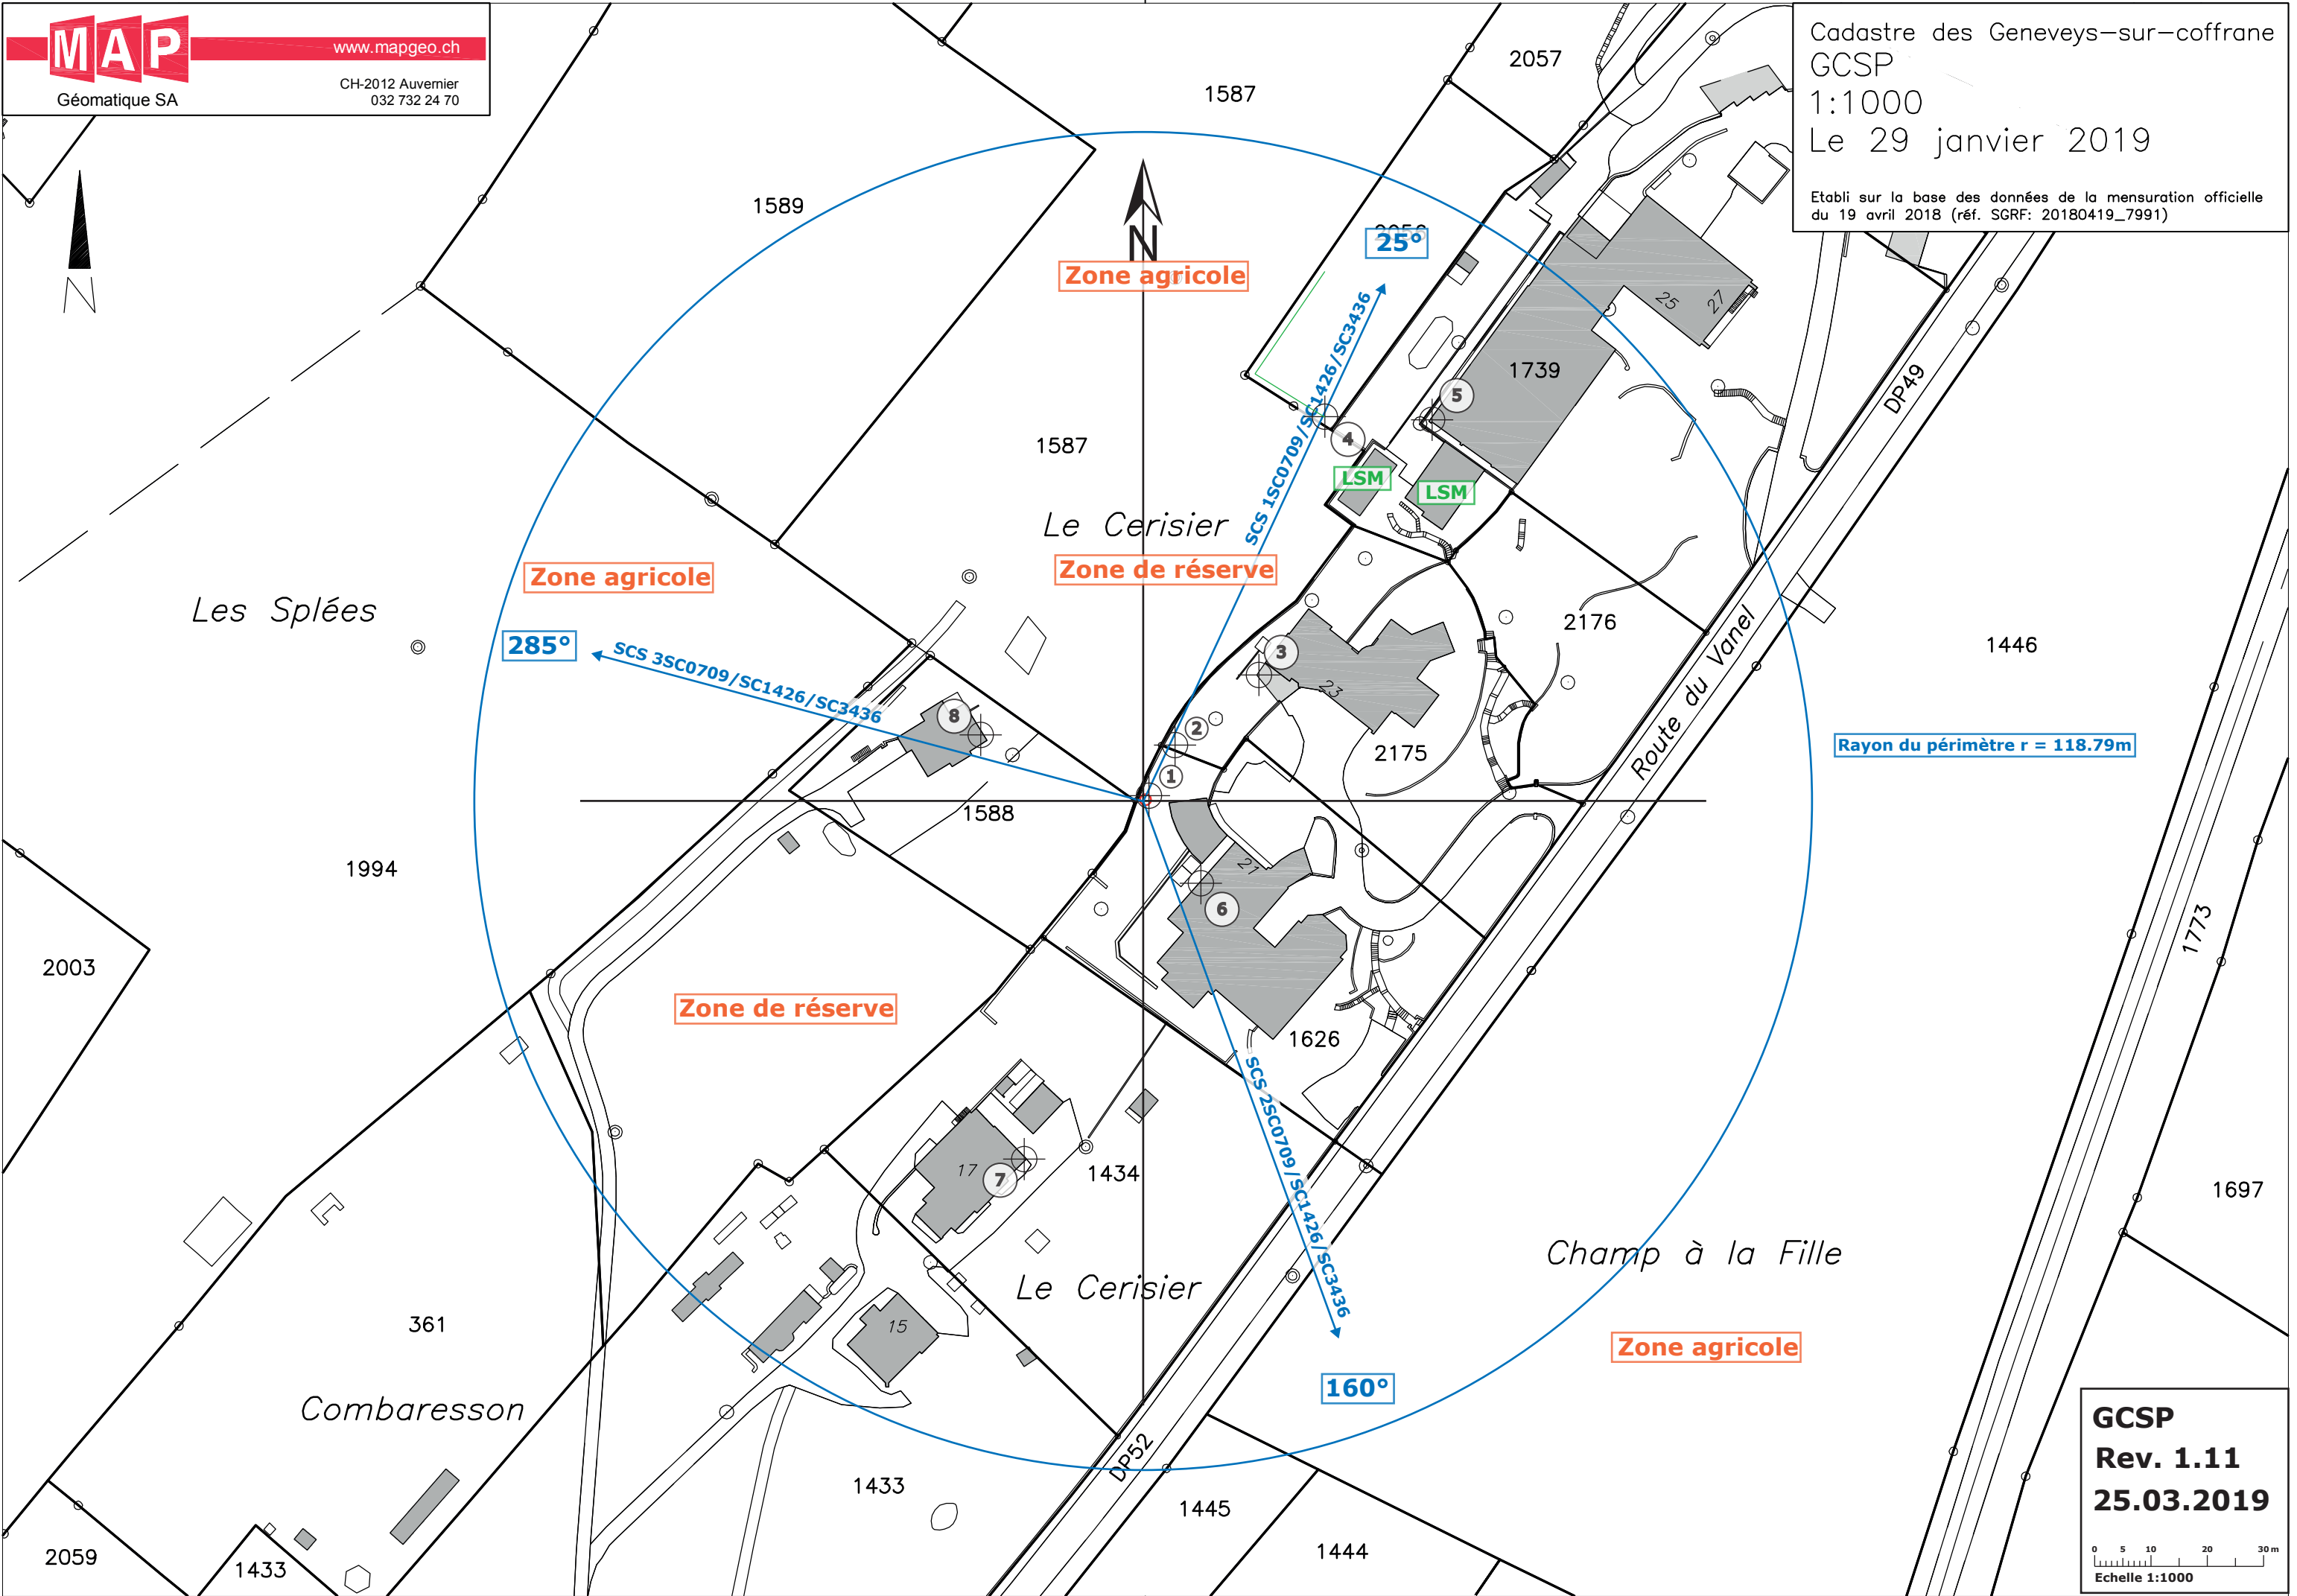 MAP
www.mapgeo.ch
Géomatique SA
CH-2012 Auvernier
032 732 24 70
Cadastre des Geneveys-sur-coffrane
GCSP
1:1000
Le 29 janvier 2019
Etabli sur la base des données de la mensuration officielle
du 19 avril 2018 (réf. SGRF: 20180419_7991)
2057
1587
1589
N
N
25°
Zone agricole
SCS 1SC0709/SC1426/SC3436
25
27
1739
5
DP49
4
1587
LSM
LSM
Le Cerisier
Zone de réserve
Zone agricole
Les Splées
285°
SCS 3SC0709/SC1426/SC3436
2176
1446
3
23
Route du Vanel
8
2
2175
Rayon du périmètre r = 118.79m
1
1588
21
1994
6
2003
1773
Zone de réserve
1626
SCS 2SC0709/SC1426/SC3436
17
7
1434
1697
Champ à la Fille
Le Cerisier
15
361
Zone agricole
160°
Combaresson
DP52
1433
1445
1444
2059
1433
GCSP
Rev. 1.11
25.03.2019
0 5 10 20 30 m
Echelle 1:1000